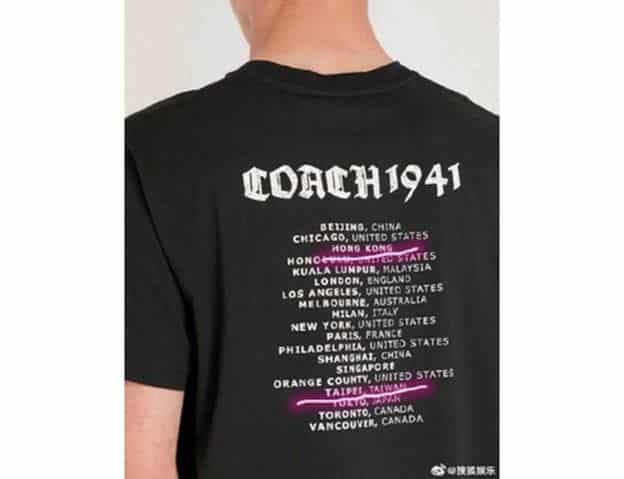 COACH 1941
BEIJING, CHINA
CHICAGO, UNITED STATES
HONG KONG
HONOLULU, UNITED STATES
KUALA LUMPUR, MALAYSIA
LONDON, ENGLAND
LOS ANGELES, UNITED STATES
MELBOURNE, AUSTRALIA
MILAN, ITALY
NEW YORK, UNITED STATES
PARIS, FRANCE
PHILADELPHIA, UNITED STATES
SHANGHAI, CHINA
SINGAPORE
ORANGE COUNTY, UNITED STATES
TAIPEI, TAIWAN
TOKYO, JAPAN
TORONTO, CANADA
VANCOUVER, CANADA
@搜狐娱乐